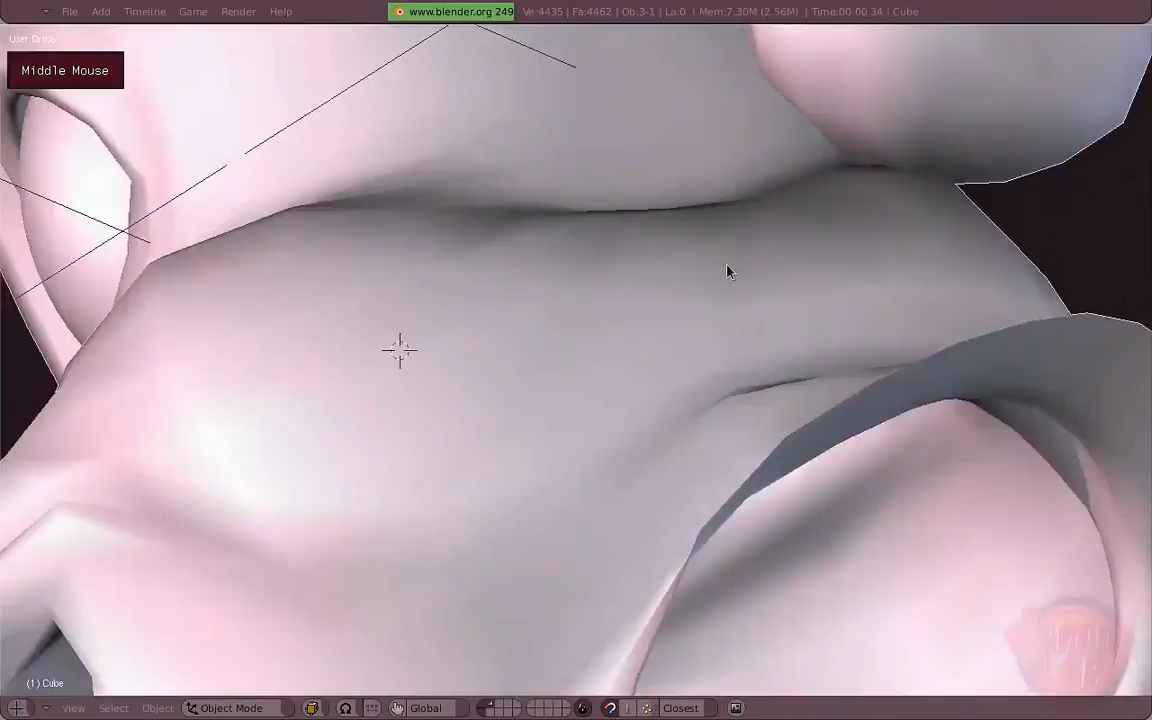 File Add Timeline Game Render Help www.blender.org 249 Ve:4435 | Fa:4462 | Ob:3-1 | La:0 | Mem:7.30M (2.56M) | Time:00:00.34 | Cube
User Ortho
Middle Mouse
(1) Cube
View Select Object Object Mode Global Closest